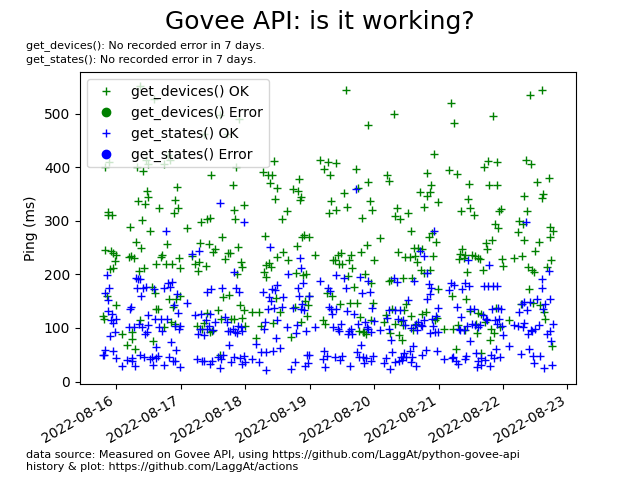 Govee API: is it working?
get_devices(): No recorded error in 7 days.
get_states(): No recorded error in 7 days.
get_devices() OK
get_devices() Error
get_states() OK
get_states() Error
Ping (ms)
500
400
300
200
100
0
2022-08-16
2022-08-17
2022-08-18
2022-08-19
2022-08-20
2022-08-21
2022-08-22
2022-08-23
data source: Measured on Govee API, using https://github.com/LaggAt/python-govee-api
history & plot: https://github.com/LaggAt/actions